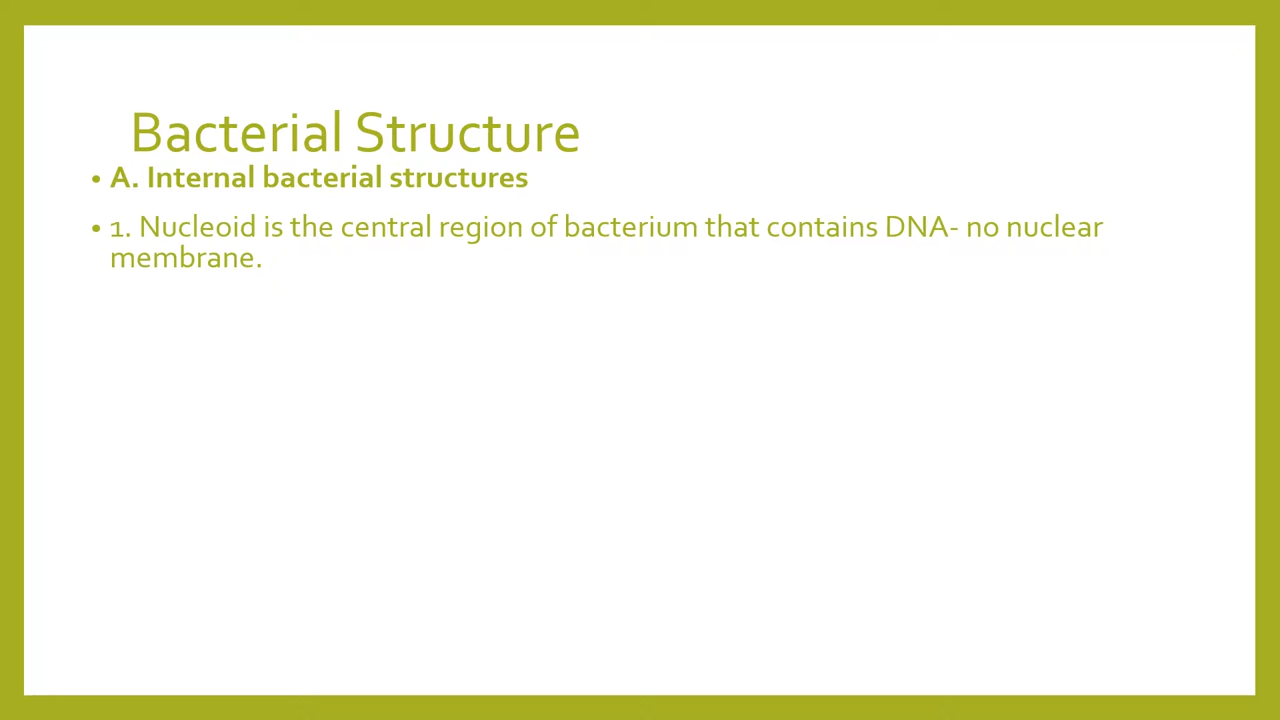 Bacterial Structure
• A. Internal bacterial structures
• 1. Nucleoid is the central region of bacterium that contains DNA- no nuclear
membrane.